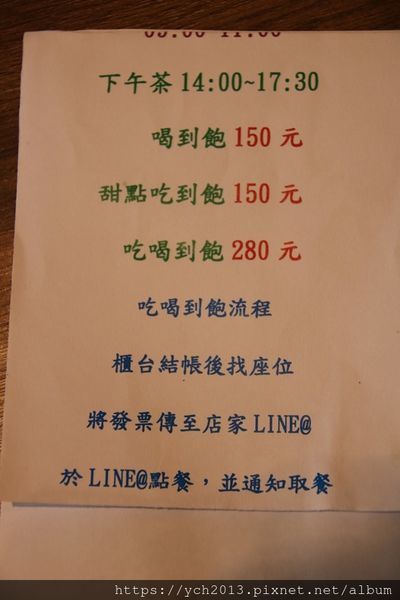 下午茶 14:00~17:30
喝到飽 150 元
甜點吃到飽 150 元
吃喝到飽 280 元
吃喝到飽流程
櫃台結帳後找座位
將發票傳至店家 LINE@
於 LINE@點餐，並通知取餐
https://ych2013.pixnet.net/album